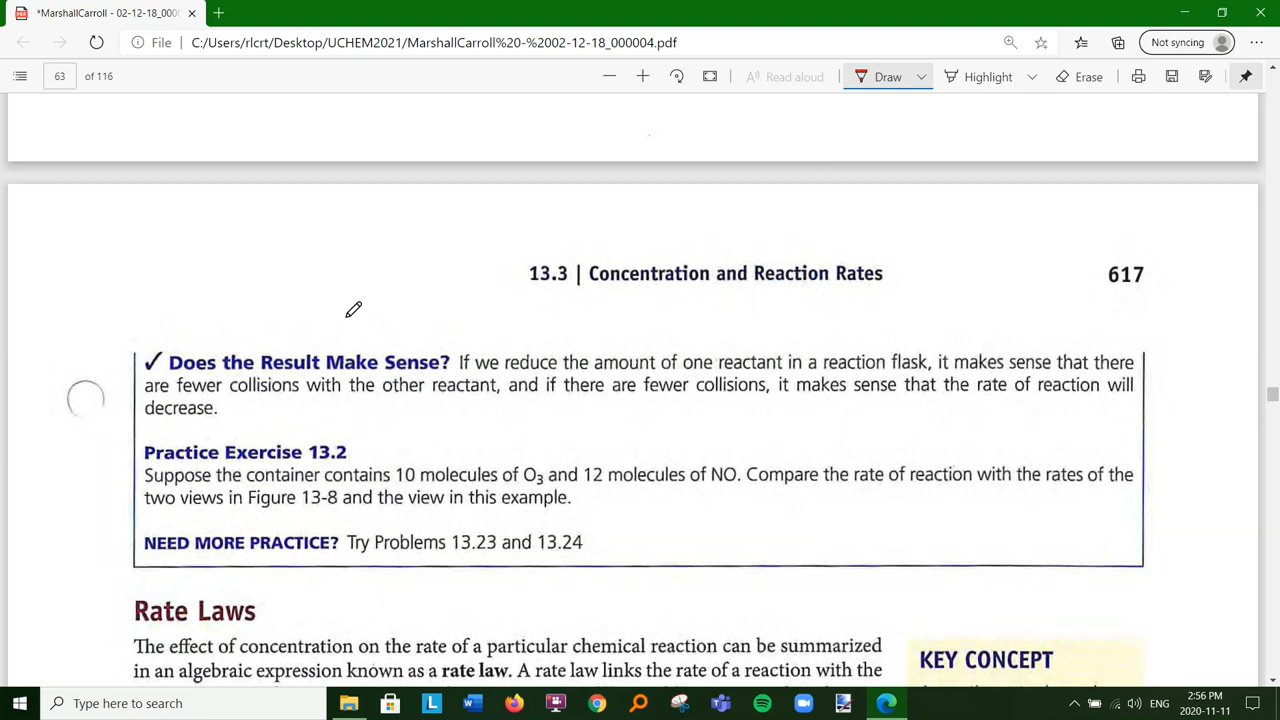 *MarshallCarroll - 02-12-18_000
File
C:/Users/rlcrt/Desktop/UCHEM2021/MarshallCarroll%20-%2002-12-18_000004.pdf
Not syncing
63 of 116
Read aloud
Draw
Highlight
Erase
13.3 | Concentration and Reaction Rates 617
✓ Does the Result Make Sense? If we reduce the amount of one reactant in a reaction flask, it makes sense that there
are fewer collisions with the other reactant, and if there are fewer collisions, it makes sense that the rate of reaction will
decrease.
Practice Exercise 13.2
Suppose the container contains 10 molecules of O₃ and 12 molecules of NO. Compare the rate of reaction with the rates of the
two views in Figure 13-8 and the view in this example.
NEED MORE PRACTICE? Try Problems 13.23 and 13.24
Rate Laws
The effect of concentration on the rate of a particular chemical reaction can be summarized
in an algebraic expression known as a rate law. A rate law links the rate of a reaction with the
KEY CONCEPT
Type here to search
ENG
2:56 PM
2020-11-11